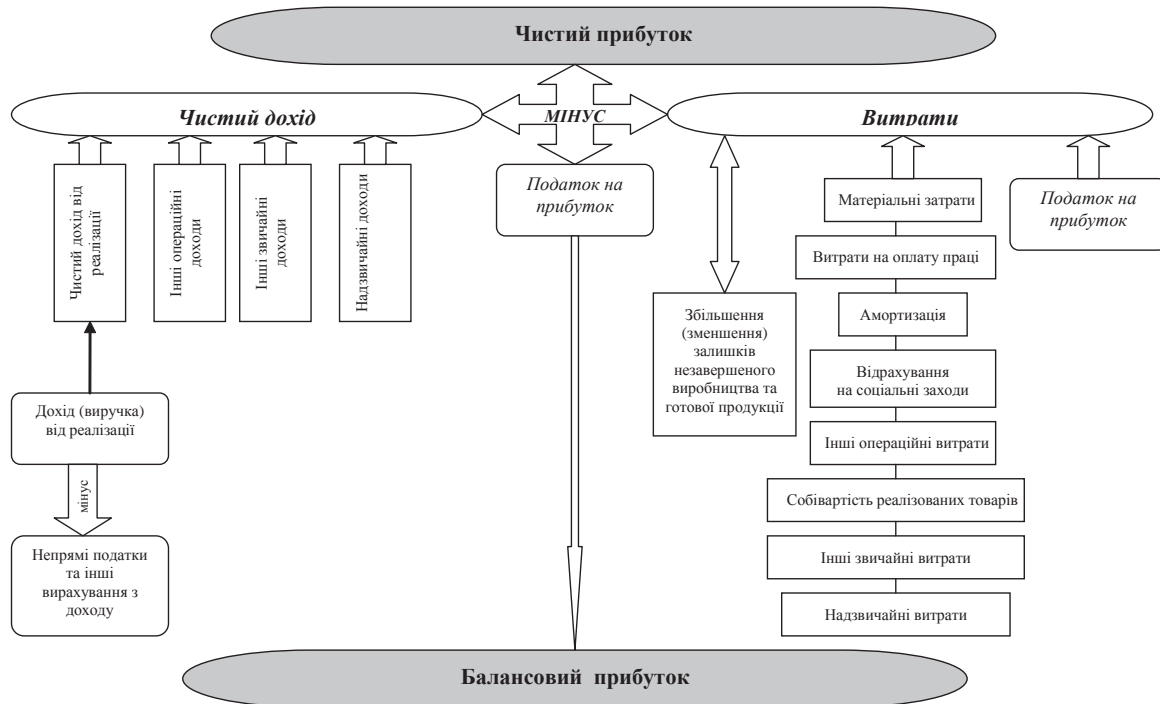 Чистий прибуток
Чистий дохід
МІНУС
Витрати
Чистий дохід від
реалізації
Інші операційні
доходи
Інші звичайні
доходи
Надзвичайні доходи
Податок на
прибуток
Матеріальні затрати
Податок на
прибуток
Витрати на оплату праці
Амортизація
Відрахування
на соціальні заходи
Інші операційні витрати
Собівартість реалізованих товарів
Інші звичайні витрати
Надзвичайні витрати
Збільшення
(зменшення)
залишків
незавершеного
виробництва та
готової продукції
Дохід (виручка)
від реалізації
мінус
Непрямі податки
та інші
вирахування з
доходу
Балансовий прибуток